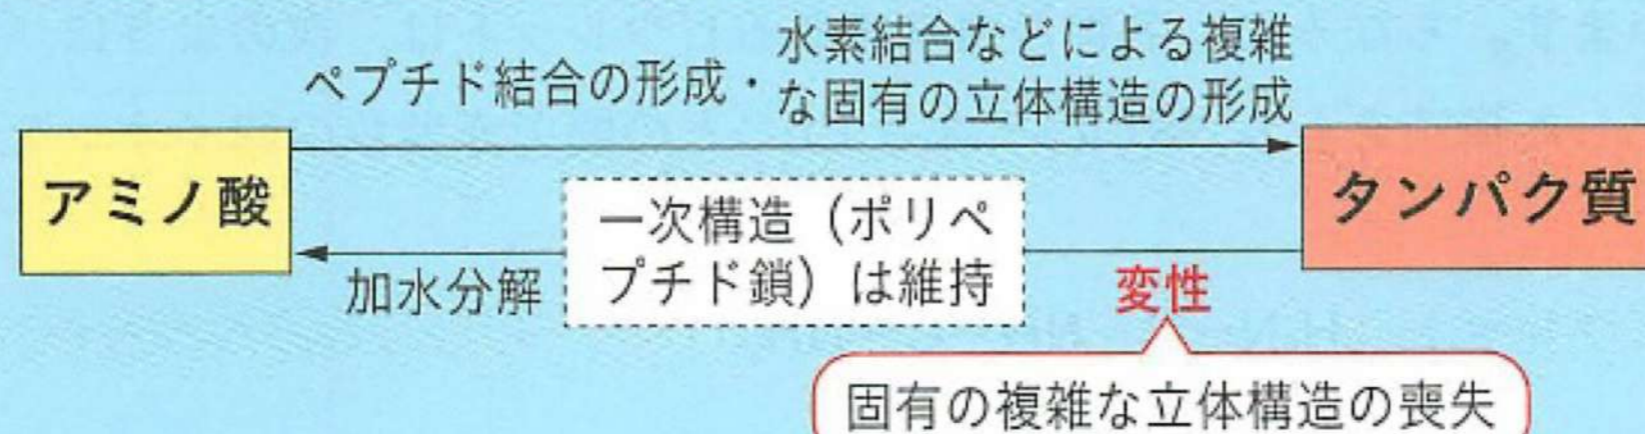 水素結合などによる複雑
ペプチド結合の形成・な固有の立体構造の形成
アミノ酸
タンパク質
一次構造（ポリペ
プチド鎖）は維持
加水分解
変性
固有の複雑な立体構造の喪失